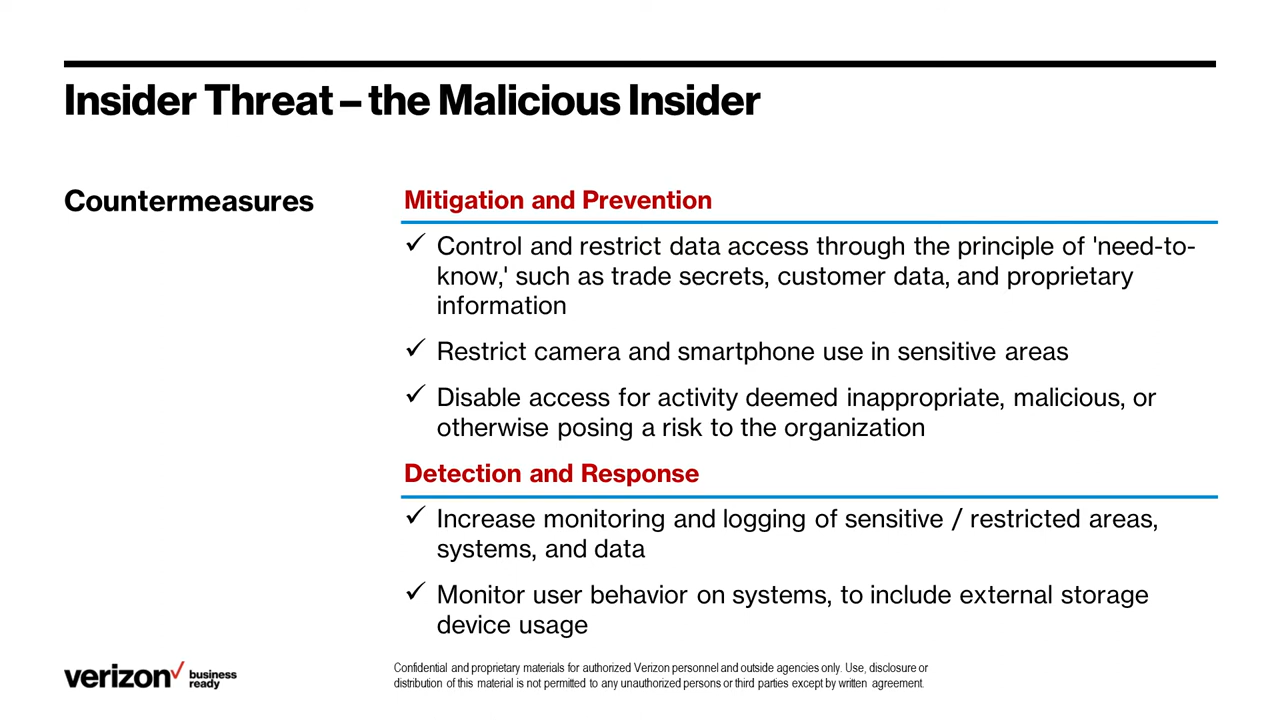 Insider Threat – the Malicious Insider
Countermeasures
Mitigation and Prevention
✓ Control and restrict data access through the principle of 'need-to-
know,' such as trade secrets, customer data, and proprietary
information
✓ Restrict camera and smartphone use in sensitive areas
✓ Disable access for activity deemed inappropriate, malicious, or
otherwise posing a risk to the organization
Detection and Response
✓ Increase monitoring and logging of sensitive / restricted areas,
systems, and data
✓ Monitor user behavior on systems, to include external storage
device usage
verizon✓ business
ready
Confidential and proprietary materials for authorized Verizon personnel and outside agencies only. Use, disclosure or
distribution of this material is not permitted to any unauthorized persons or third parties except by written agreement.